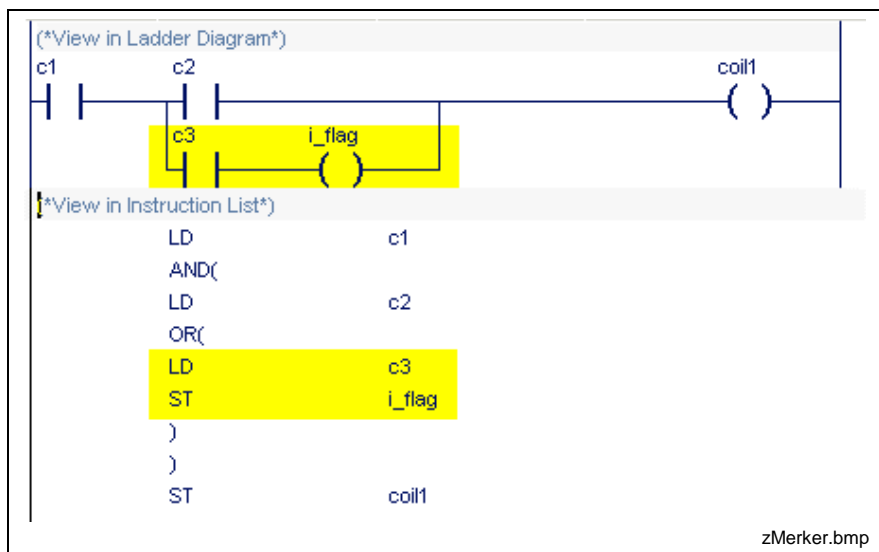 (*View in Ladder Diagram*)
c1 c2 coil1
c3 i_flag
(*View in Instruction List*)
LD c1
AND(
LD c2
OR(
LD c3
ST i_flag
)
)
ST coil1
zMerker.bmp